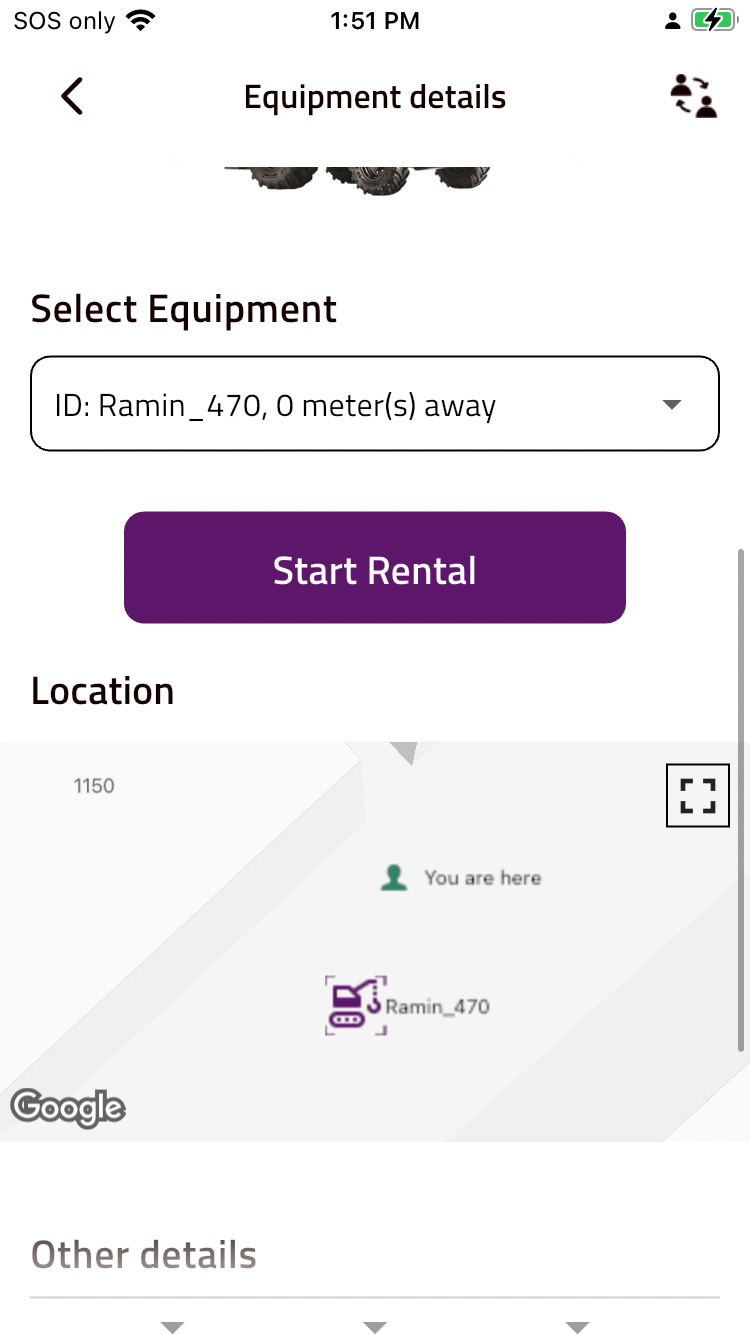 SOS only
1:51 PM
Equipment details
Select Equipment
ID: Ramin_470, 0 meter(s) away
Start Rental
Location
1150
You are here
Ramin_470
Google
Other details